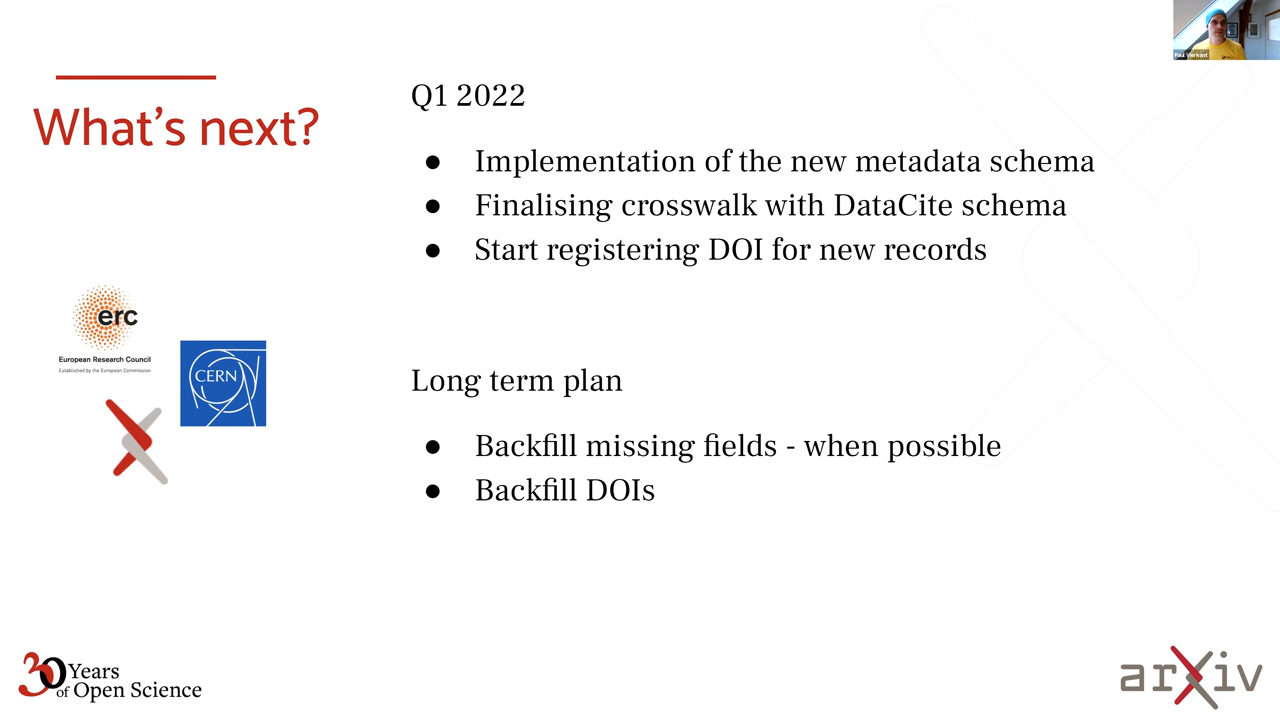 Paul Vierkant
What's next?
Q1 2022
● Implementation of the new metadata schema
● Finalising crosswalk with DataCite schema
● Start registering DOI for new records
erc
European Research Council
Established by the European Commission
CERN
Long term plan
● Backfill missing fields - when possible
● Backfill DOIs
30 Years
of Open Science
arXiv